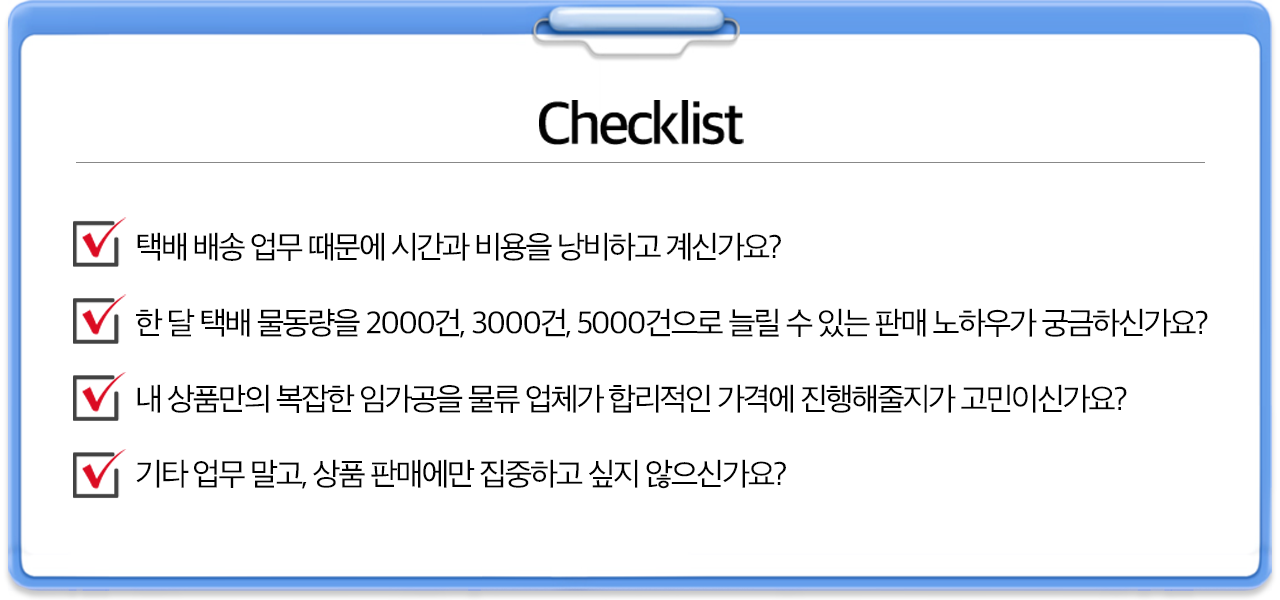 Checklist
택배 배송 업무 때문에 시간과 비용을 낭비하고 계신가요?
한 달 택배 물동량을 2000건, 3000건, 5000건으로 늘릴 수 있는 판매 노하우가 궁금하신가요?
내 상품만의 복잡한 임가공을 물류 업체가 합리적인 가격에 진행해줄지가 고민이신가요?
기타 업무 말고, 상품 판매에만 집중하고 싶지 않으신가요?